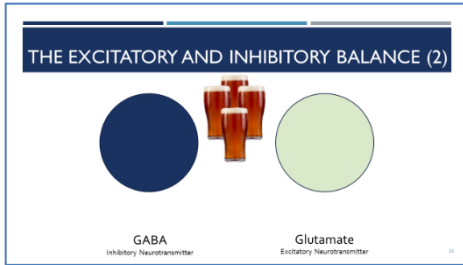 THE EXCITATORY AND INHIBITORY BALANCE (2)
GABA
Inhibitory Neurotransmitter
Glutamate
Excitatory Neurotransmitter